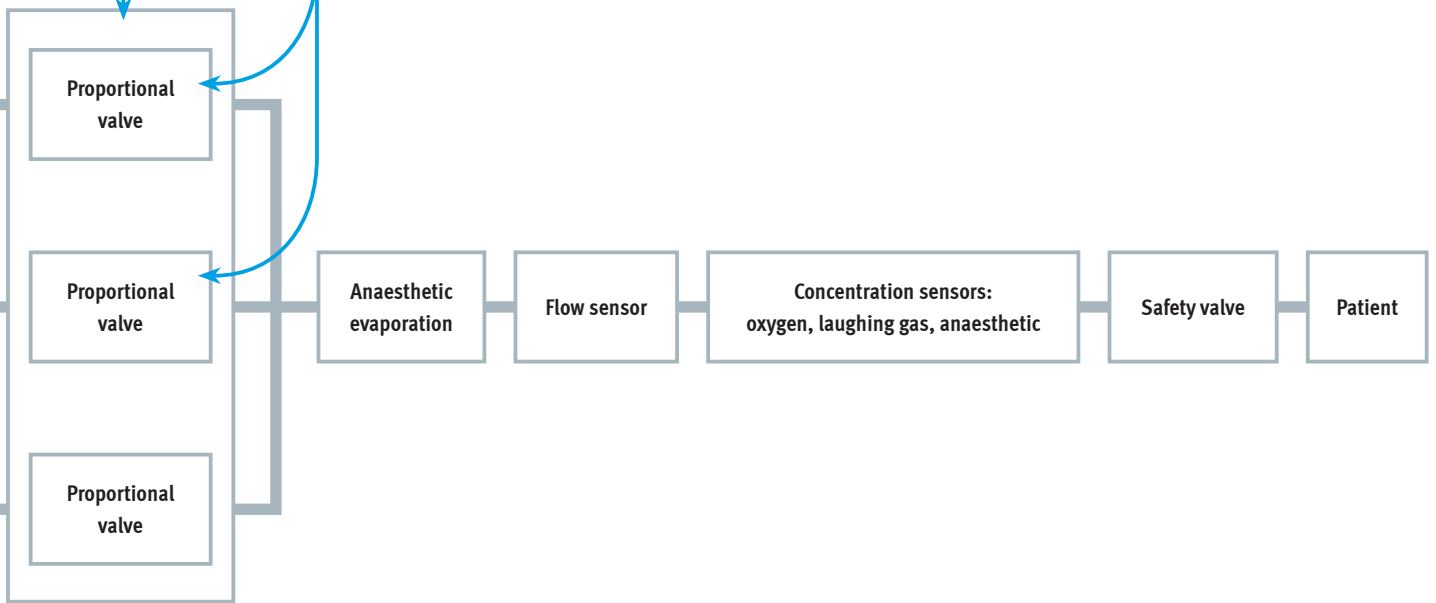 Proportional
valve
Proportional
valve
Anaesthetic
evaporation
Flow sensor
Concentration sensors:
oxygen, laughing gas, anaesthetic
Safety valve
Patient
Proportional
valve